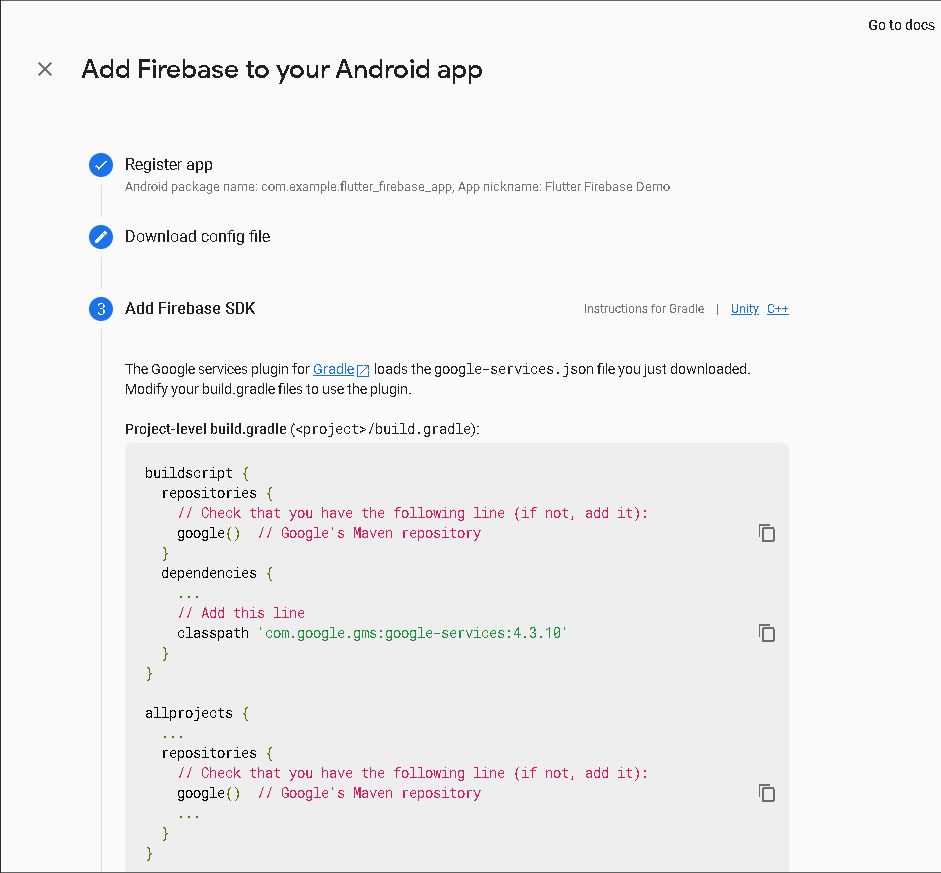 Go to docs
Add Firebase to your Android app
Register app
Android package name: com.example.flutter_firebase_app, App nickname: Flutter Firebase Demo
Download config file
3 Add Firebase SDK Instructions for Gradle | Unity C++
The Google services plugin for Gradle loads the google-services.json file you just downloaded.
Modify your build.gradle files to use the plugin.
Project-level build.gradle (<project>/build.gradle):
buildscript {
  repositories {
    // Check that you have the following line (if not, add it):
    google()  // Google's Maven repository
  }
  dependencies {
    ...
    // Add this line
    classpath 'com.google.gms:google-services:4.3.10'
  }
}
allprojects {
  ...
  repositories {
    // Check that you have the following line (if not, add it):
    google()  // Google's Maven repository
    ...
  }
}